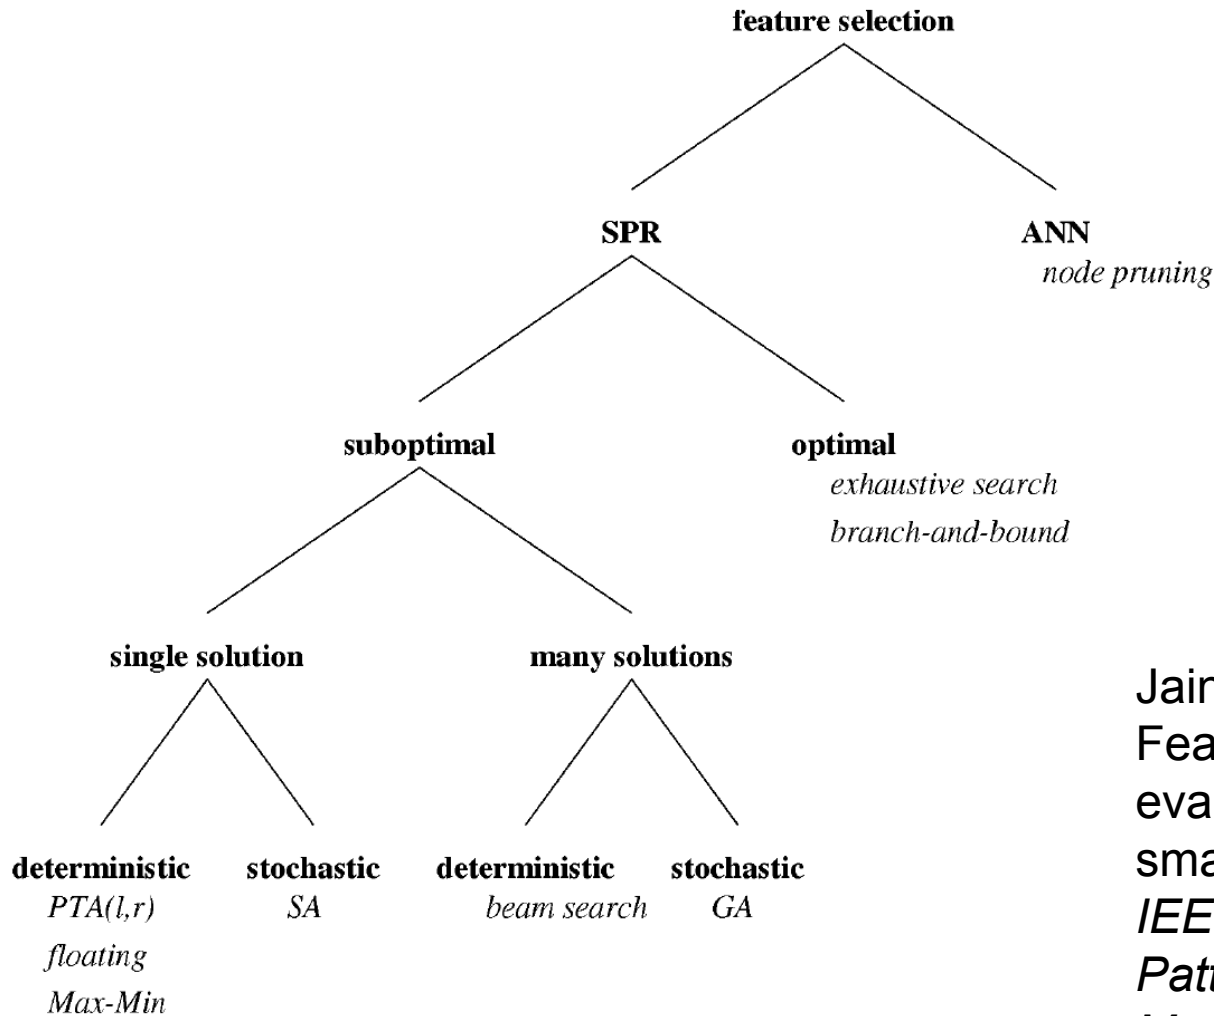 feature selection
SPR
ANN
node pruning
suboptimal
optimal
exhaustive search
branch-and-bound
single solution
many solutions
deterministic
PTA(l,r)
floating
Max-Min
stochastic
SA
deterministic
beam search
stochastic
GA
Jain
Fea
eva
sma
IEE
Patt